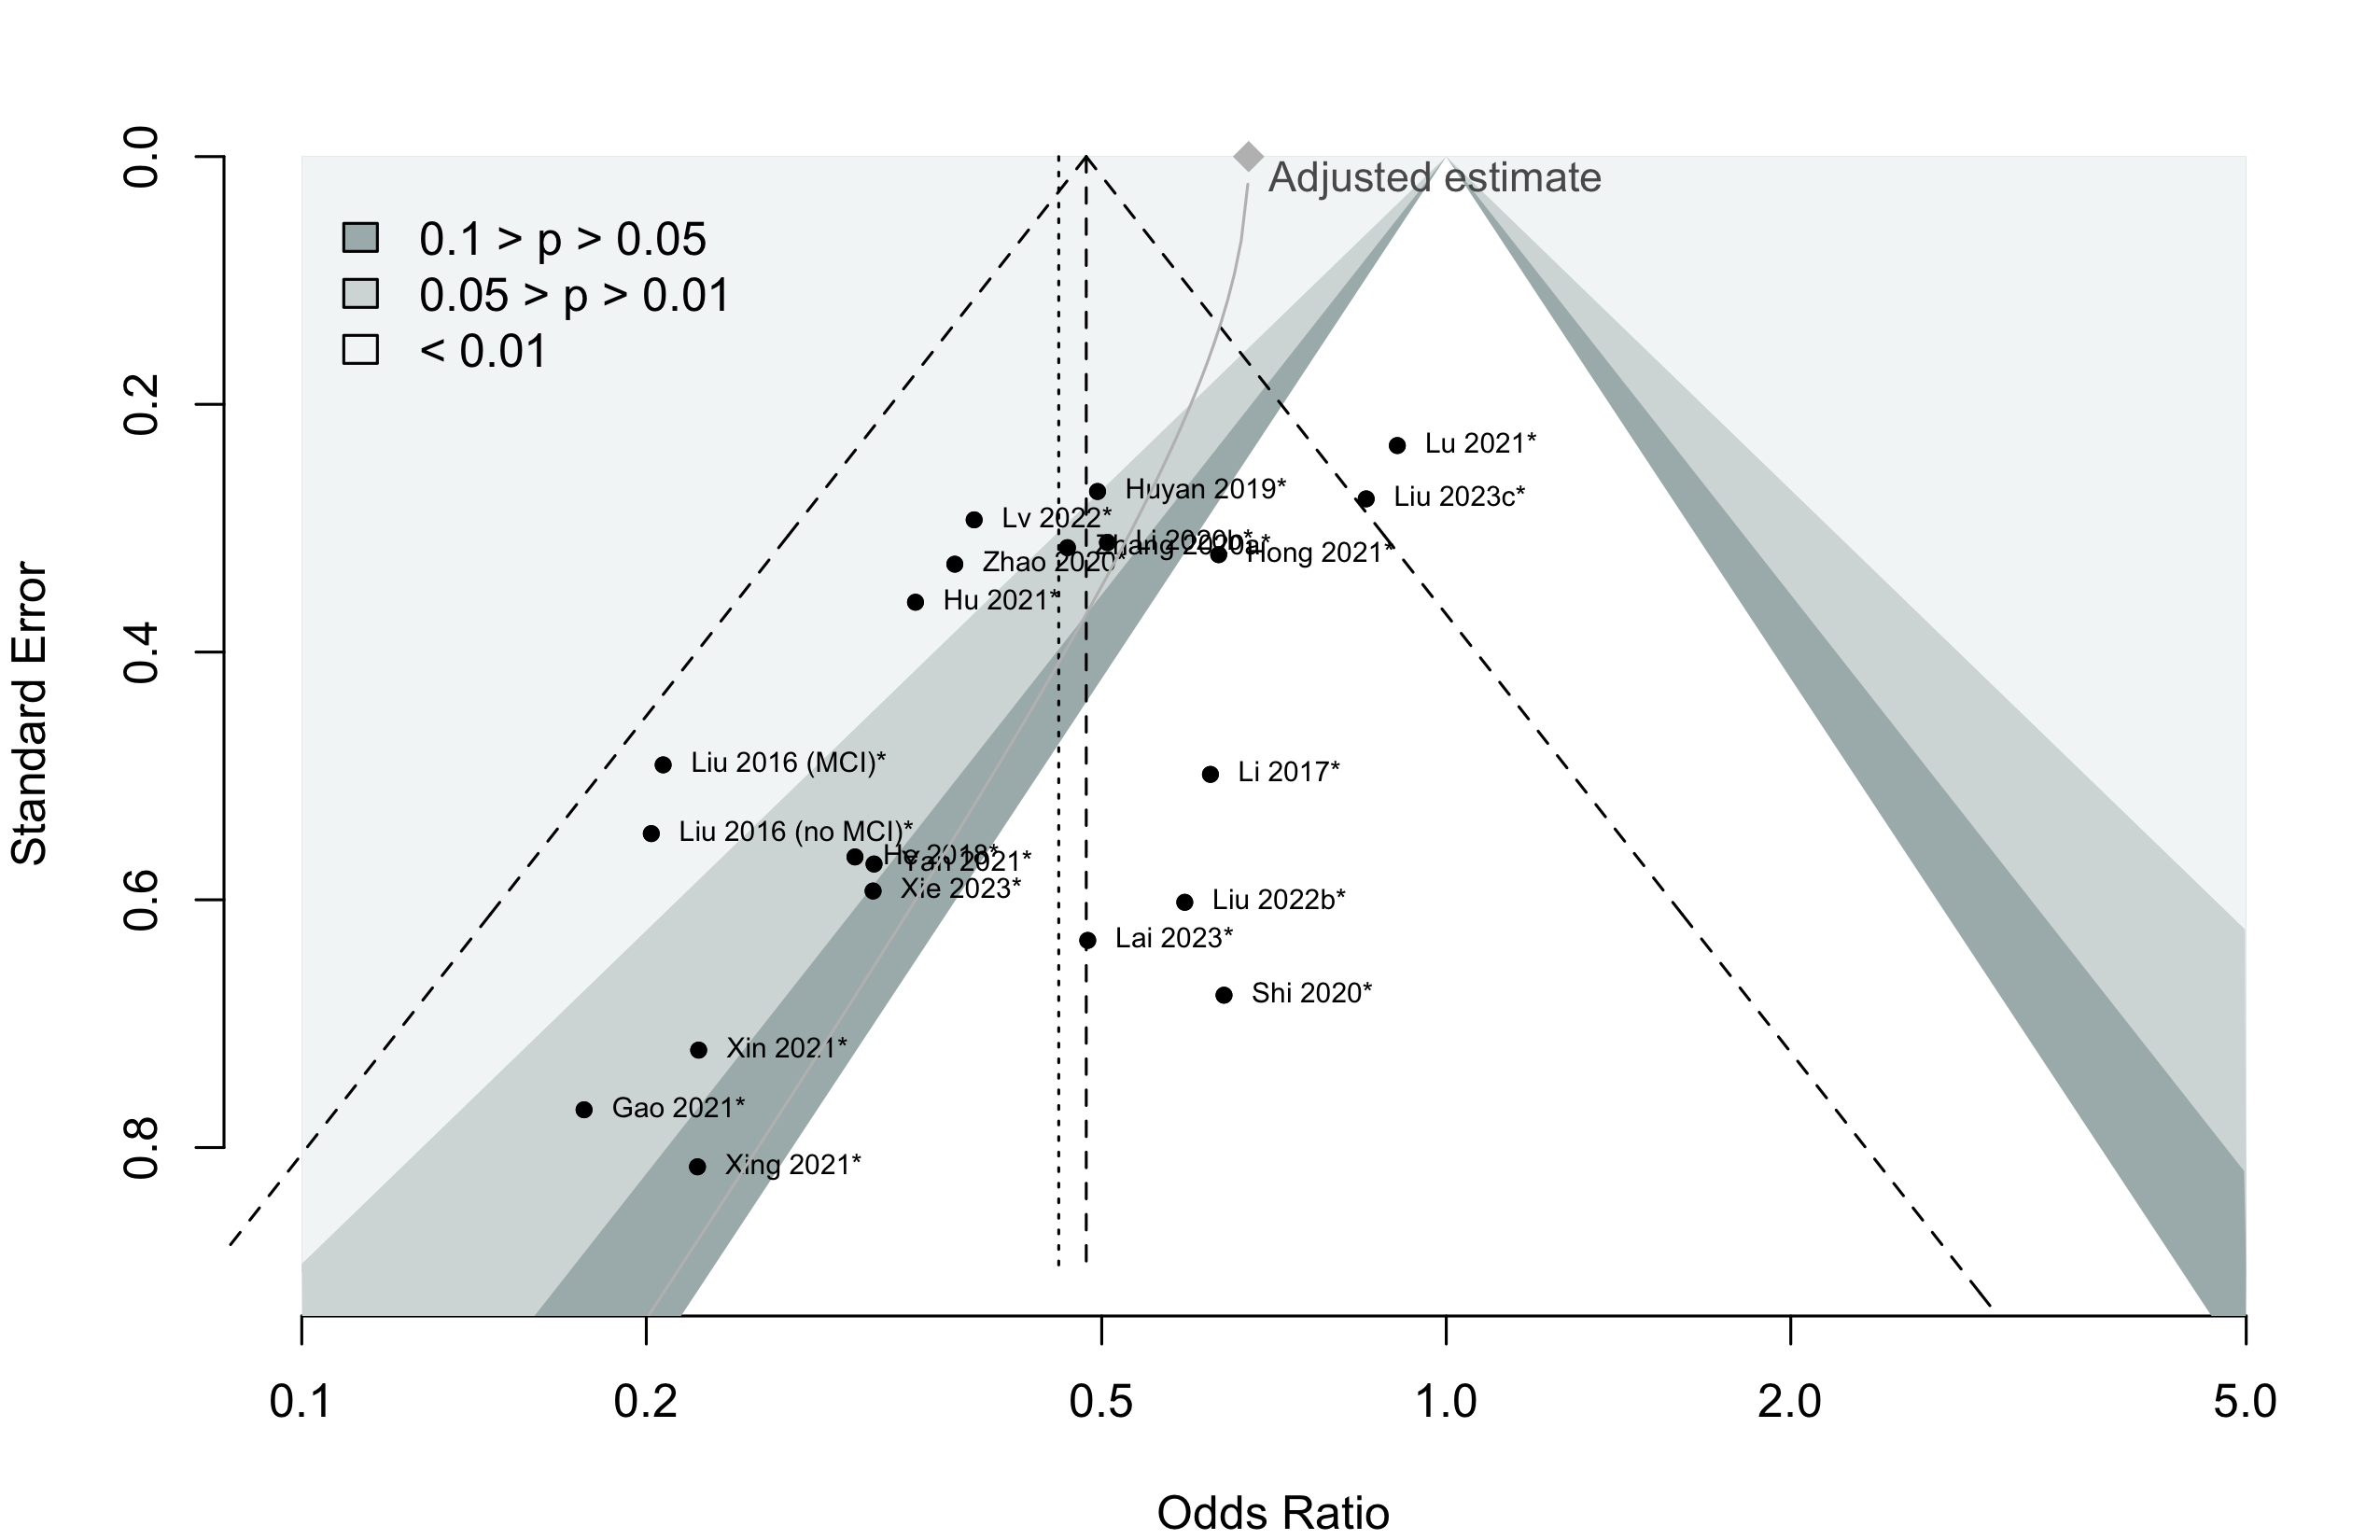 Adjusted estimate
0.1 > p > 0.05
0.05 > p > 0.01
< 0.01
Standard Error
0.0
0.2
0.4
0.6
0.8
Lu 2021*
Huyan 2019*
Liu 2023c*
Lv 2022*
Li 2020b*
Zhang 2020a*
Hong 2021*
Zhao 2020*
Hu 2021*
Liu 2016 (MCI)*
Li 2017*
Liu 2016 (no MCI)*
He 2018*
Yan 2021*
Xie 2023*
Liu 2022b*
Lai 2023*
Shi 2020*
Xin 2021*
Gao 2021*
Xing 2021*
0.1
0.2
0.5
1.0
2.0
5.0
Odds Ratio